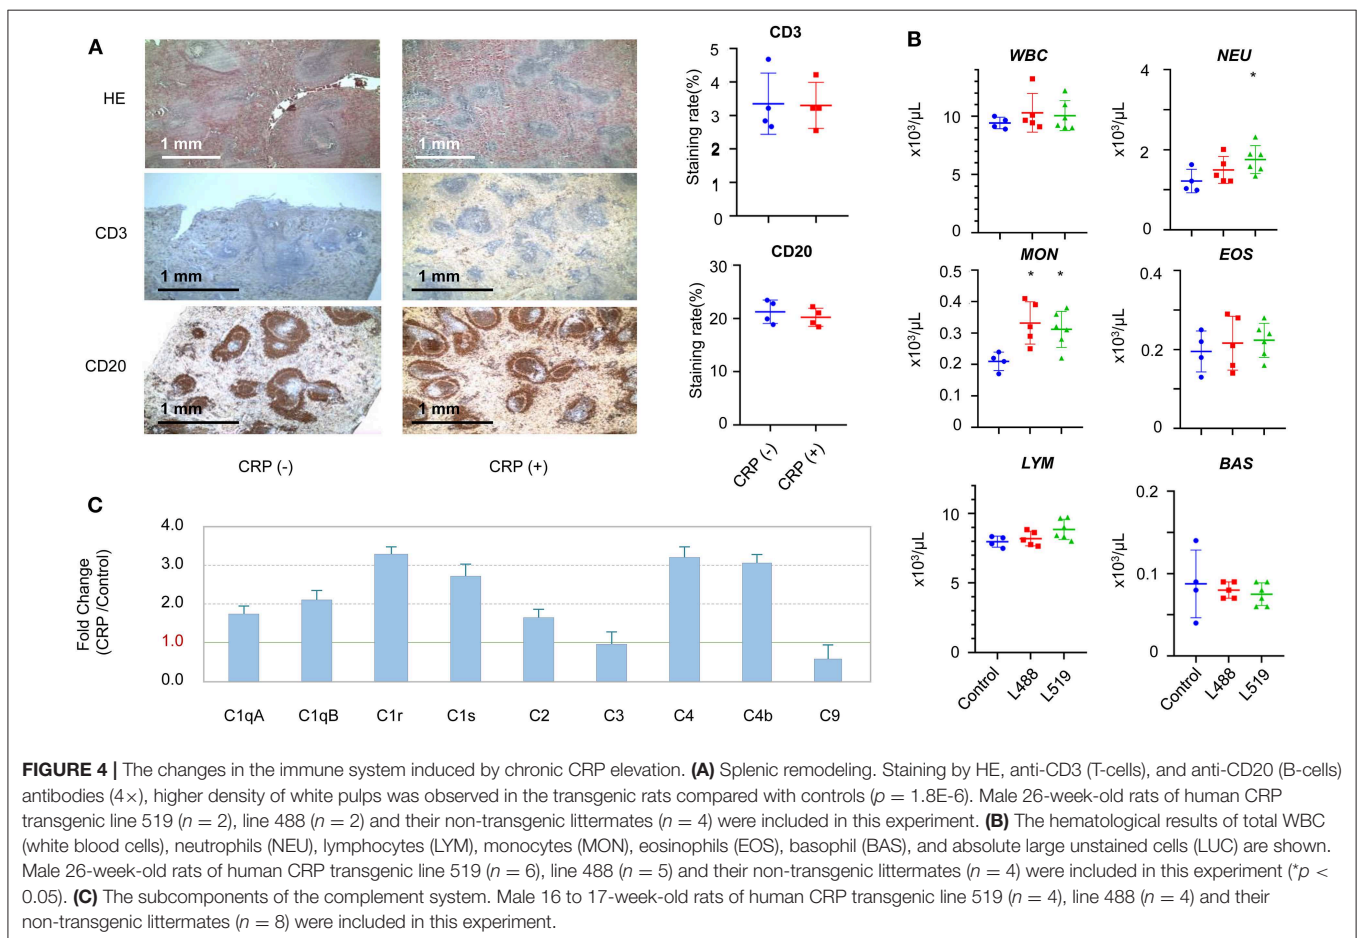 A
HE
1 mm
1 mm
CD3
1 mm
1 mm
CD20
1 mm
1 mm
CRP (-)
CRP (+)
CD3
Staining rate(%)
5
4
3
2
1
0
CD20
Staining rate(%)
30
20
10
0
CRP (-)
CRP (+)
B
WBC
x10³/µL
10
5
0
NEU
*
x10³/µL
4
2
0
MON
* *
x10³/µL
0.5
0.4
0.3
0.2
0.1
0
EOS
x10³/µL
0.4
0.2
0
LYM
x10³/µL
10
5
0
Control
L488
L519
BAS
x10³/µL
0.2
0.1
0
Control
L488
L519
C
Fold Change
(CRP /Control)
4.0
3.0
2.0
1.0
0.0
C1qA C1qB C1r C1s C2 C3 C4 C4b C9
FIGURE 4 | The changes in the immune system induced by chronic CRP elevation. (A) Splenic remodeling. Staining by HE, anti-CD3 (T-cells), and anti-CD20 (B-cells)
antibodies (4×), higher density of white pulps was observed in the transgenic rats compared with controls (p = 1.8E-6). Male 26-week-old rats of human CRP
transgenic line 519 (n = 2), line 488 (n = 2) and their non-transgenic littermates (n = 4) were included in this experiment. (B) The hematological results of total WBC
(white blood cells), neutrophils (NEU), lymphocytes (LYM), monocytes (MON), eosinophils (EOS), basophil (BAS), and absolute large unstained cells (LUC) are shown.
Male 26-week-old rats of human CRP transgenic line 519 (n = 6), line 488 (n = 5) and their non-transgenic littermates (n = 4) were included in this experiment (*p <
0.05). (C) The subcomponents of the complement system. Male 16 to 17-week-old rats of human CRP transgenic line 519 (n = 4), line 488 (n = 4) and their
non-transgenic littermates (n = 8) were included in this experiment.